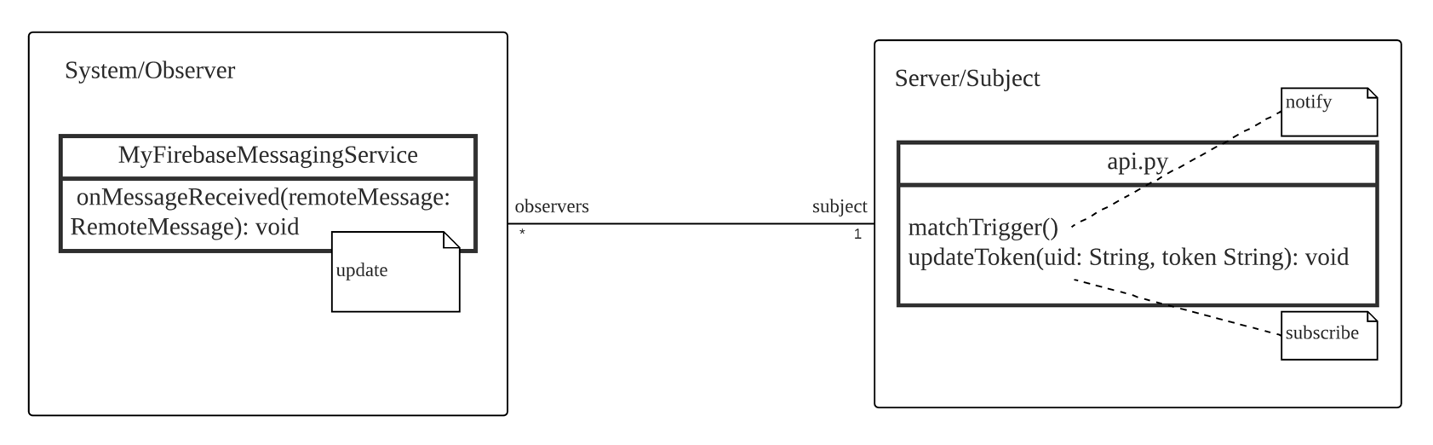 System/Observer
MyFirebaseMessagingService
onMessageReceived(remoteMessage:
RemoteMessage): void
update
observers
*
subject
1
Server/Subject
notify
api.py
matchTrigger()
updateToken(uid: String, token String): void
subscribe